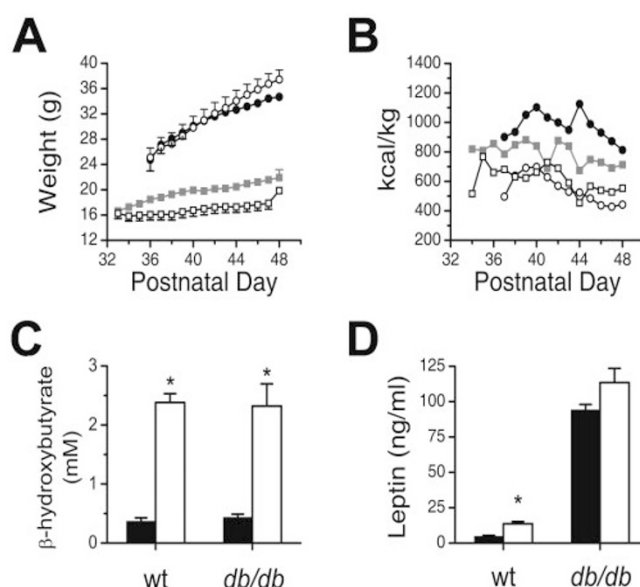 A
B
Weight (g)
40
36
32
28
24
20
16
12
32
36
40
44
48
Postnatal Day
kcal/kg
1400
1200
1000
800
600
400
200
32
36
40
44
48
Postnatal Day
C
D
β-hydroxybutyrate
(mM)
3
2
1
0
*
*
wt
db/db
Leptin (ng/ml)
125
100
75
50
25
0
*
wt
db/db